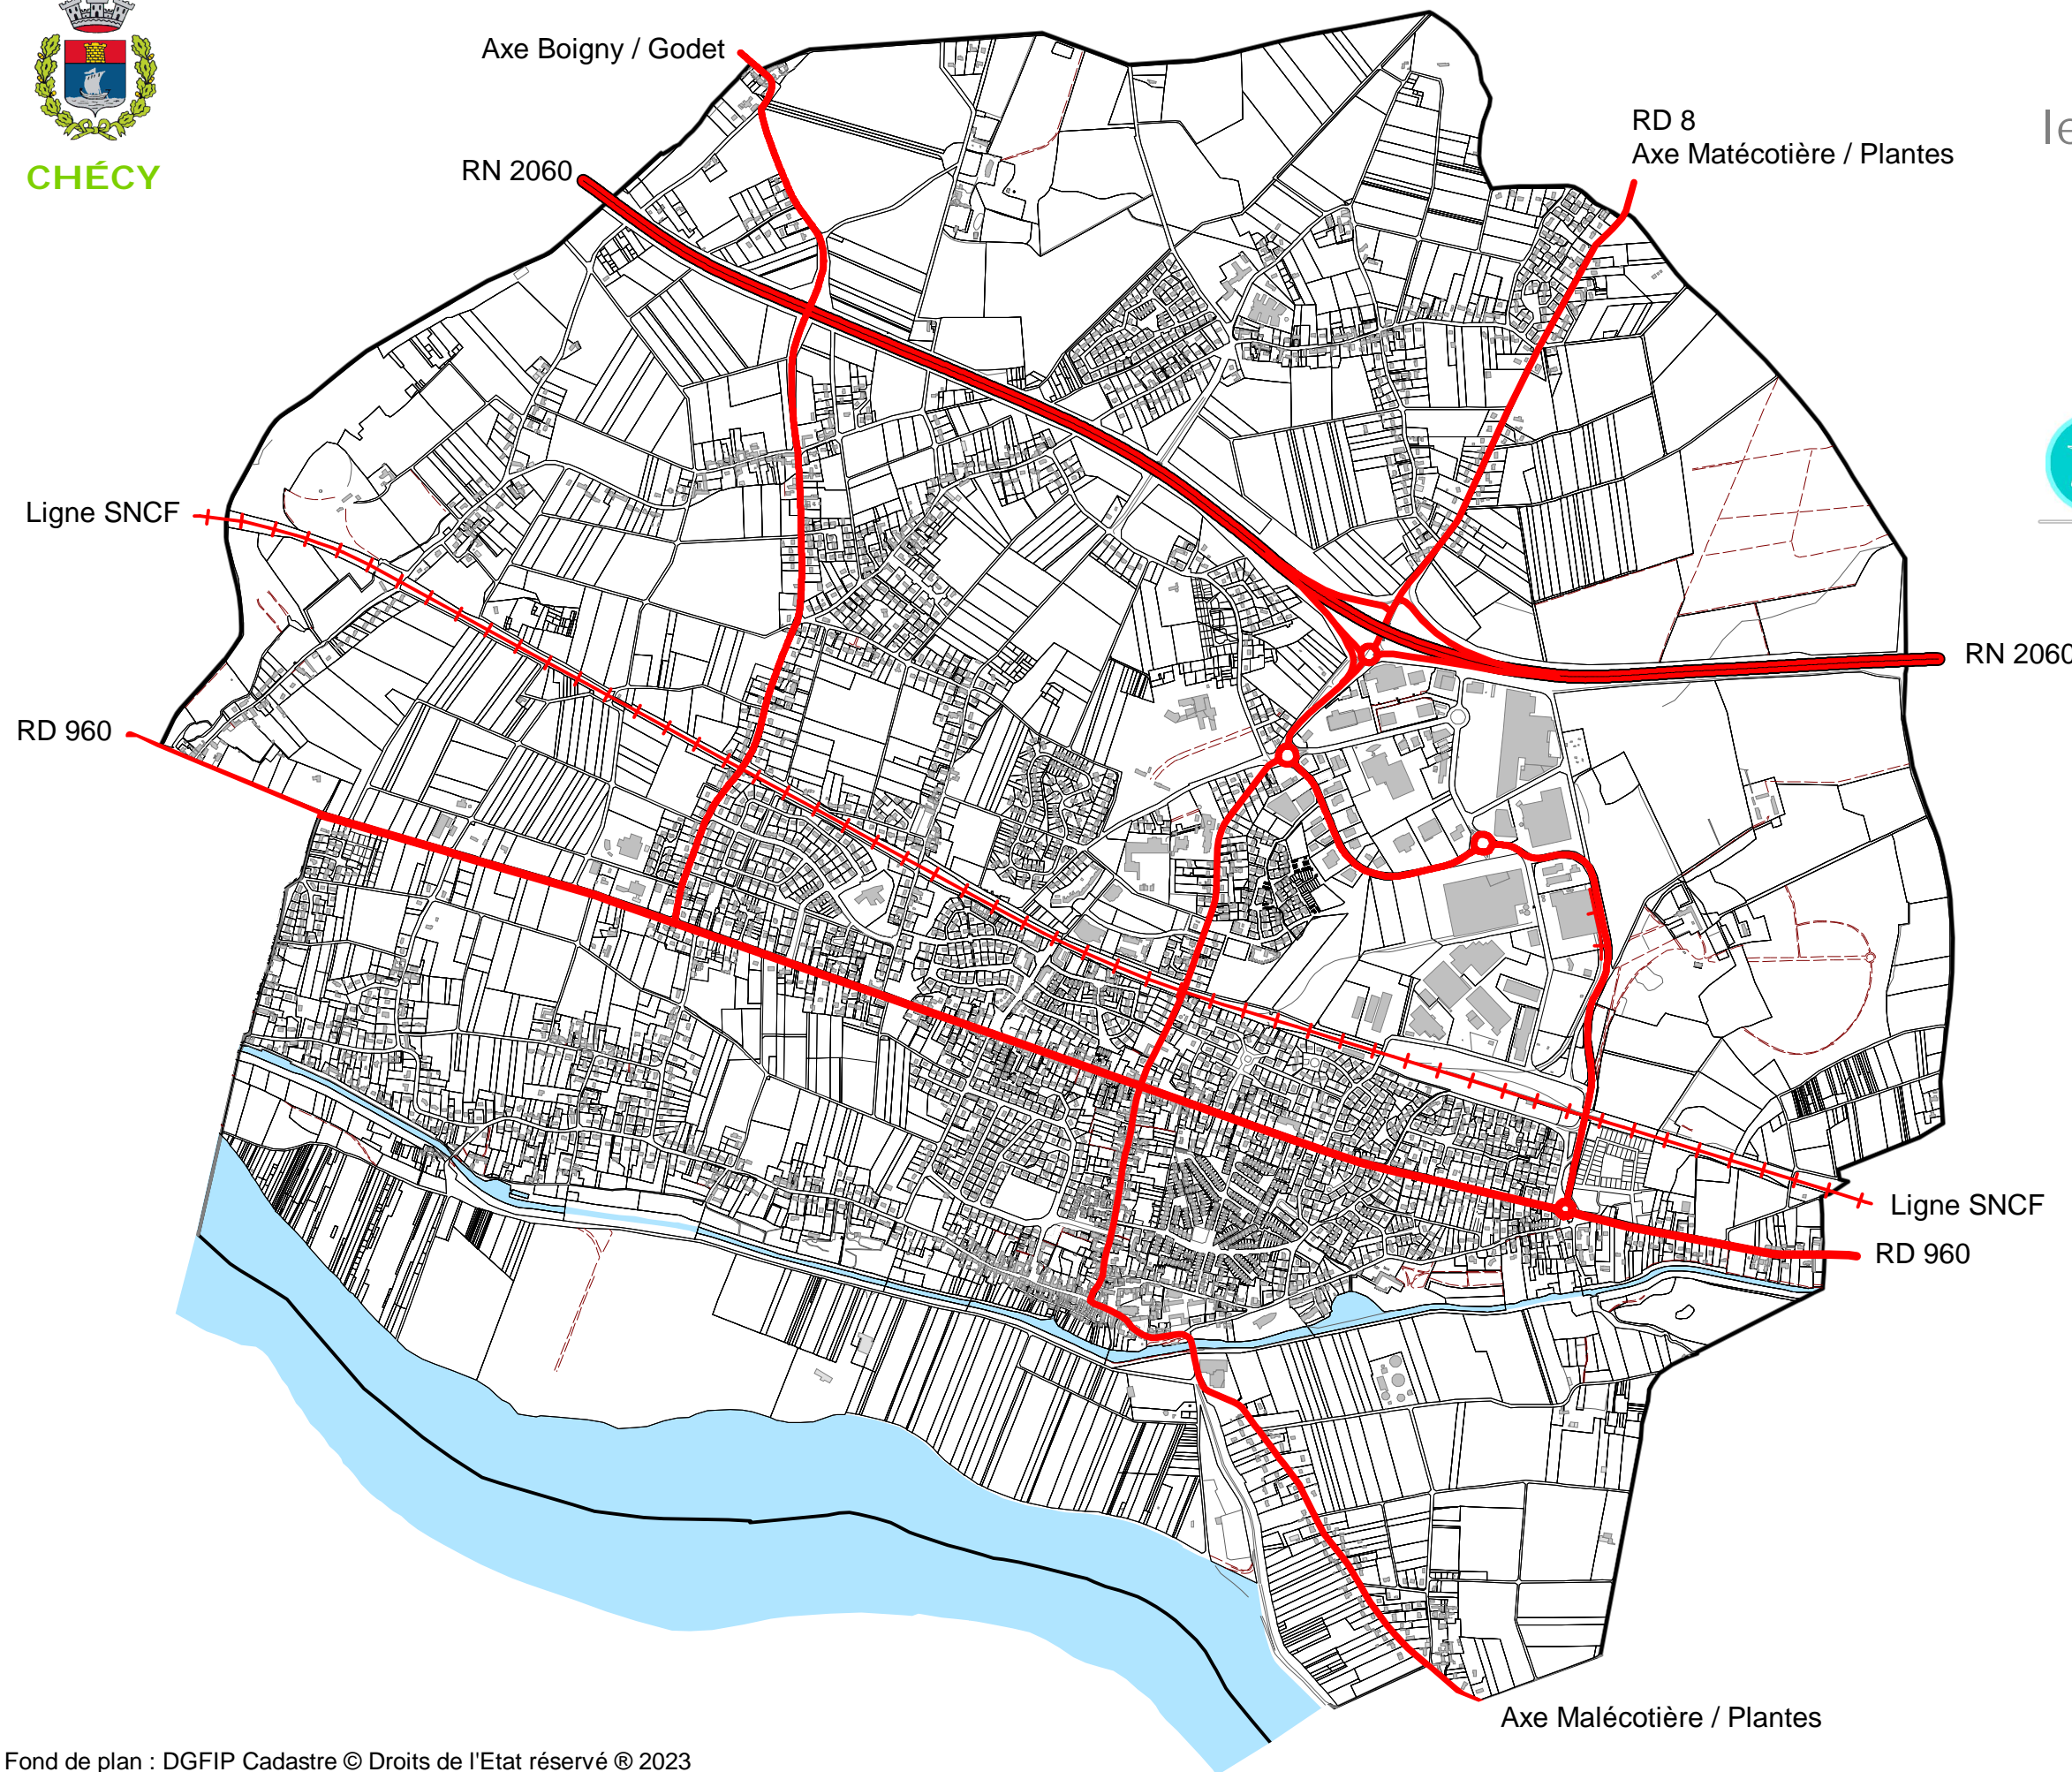 CHÉCY
Axe Boigny / Godet
RN 2060
RD 8
Axe Matécotière / Plantes
le
Ligne SNCF
RN 2060
RD 960
Ligne SNCF
RD 960
Axe Malécotière / Plantes
Fond de plan : DGFIP Cadastre © Droits de l'Etat réservé ® 2023